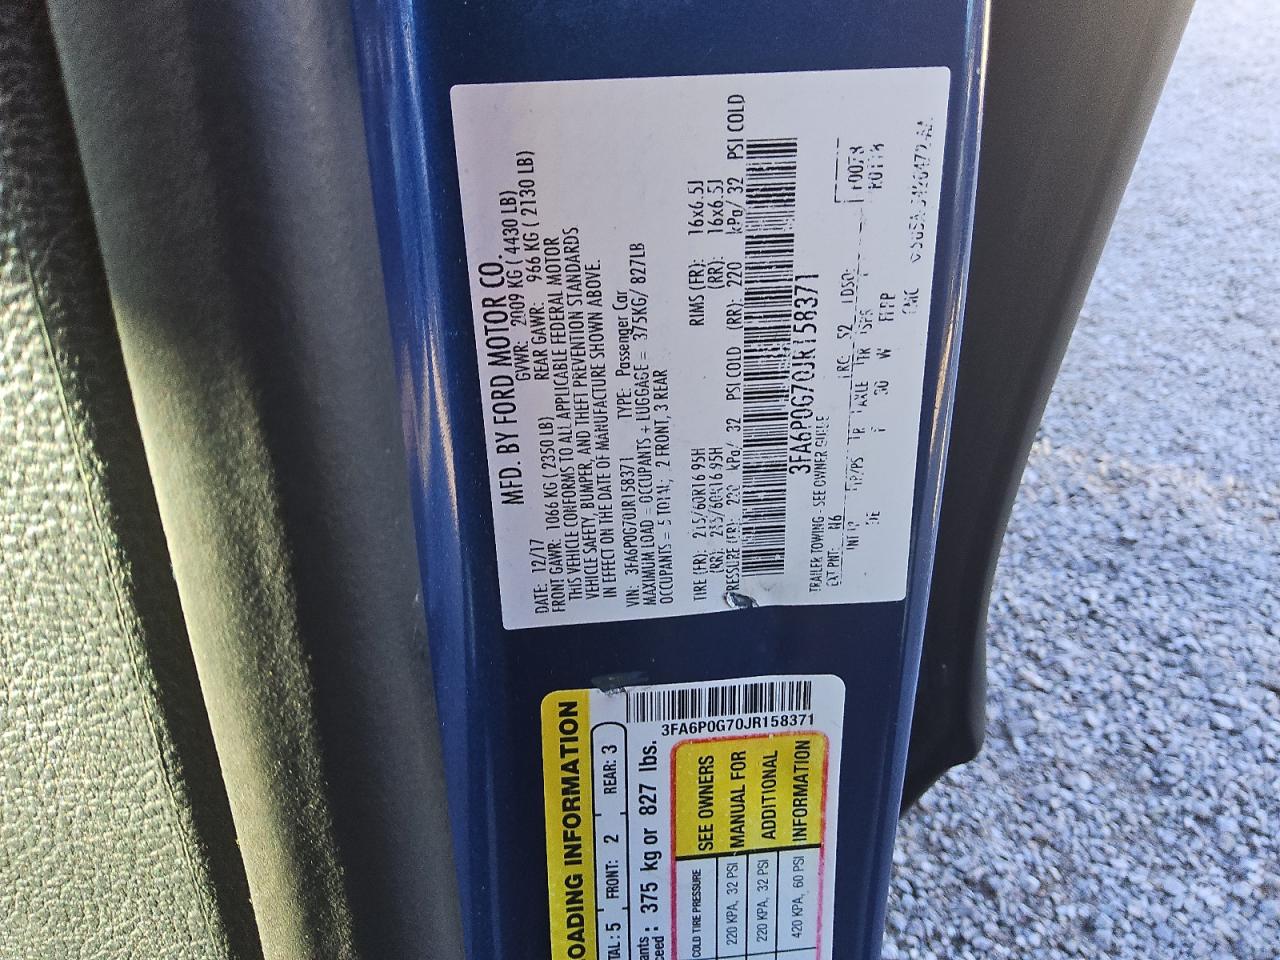 MFD. BY FORD MOTOR CO.
DATE: 12/17 GVWR: 2009 KG ( 4430 LB)
FRONT GAWR: 1066 KG (2350 LB) REAR GAWR: 966 KG ( 2130 LB)
THIS VEHICLE CONFORMS TO ALL APPLICABLE FEDERAL MOTOR
VEHICLE SAFETY, BUMPER, AND THEFT PREVENTION STANDARDS
IN EFFECT ON THE DATE OF MANUFACTURE SHOWN ABOVE.
VIN: 3FA6P0G70JR158371 TYPE: Passenger Car
MAXIMUM LOAD = OCCUPANTS + LUGGAGE = 375KG/ 827LB
OCCUPANTS = 5 TOTAL, 2 FRONT, 3 REAR
TIRE (FR): 215/60R16 95H RIMS (FR): 16x6.5J
(RR): 215/60R16 95H (RR): 16x6.5J
PRESSURE (FR): 220 kPa/ 32 PSI COLD (RR): 220 kPa/ 32 PSI COLD
3FA6P0G70JR158371
TRAILER TOWING - SEE OWNER GUIDE
EXT PNT: N6 RC: 52 DSO:
F0078
W
3FA6P0G70JR158371
LOADING INFORMATION
TAL: 5 FRONT: 2 REAR: 3
ants: 375 kg or 827 lbs.
ceed
COLD TIRE PRESSURE
220 KPA, 32 PSI
220 KPA, 32 PSI
420 KPA, 60 PSI
SEE OWNERS
MANUAL FOR
ADDITIONAL
INFORMATION